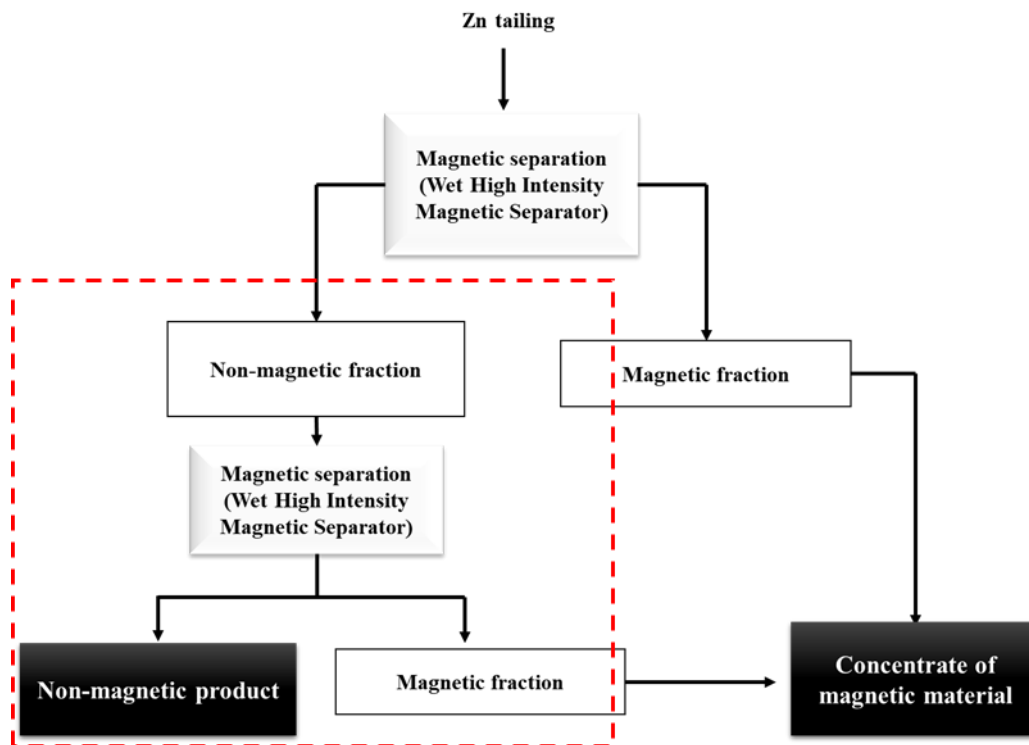 Zn tailing
Magnetic separation
(Wet High Intensity
Magnetic Separator)
Non-magnetic fraction
Magnetic fraction
Magnetic separation
(Wet High Intensity
Magnetic Separator)
Non-magnetic product
Magnetic fraction
Concentrate of
magnetic material